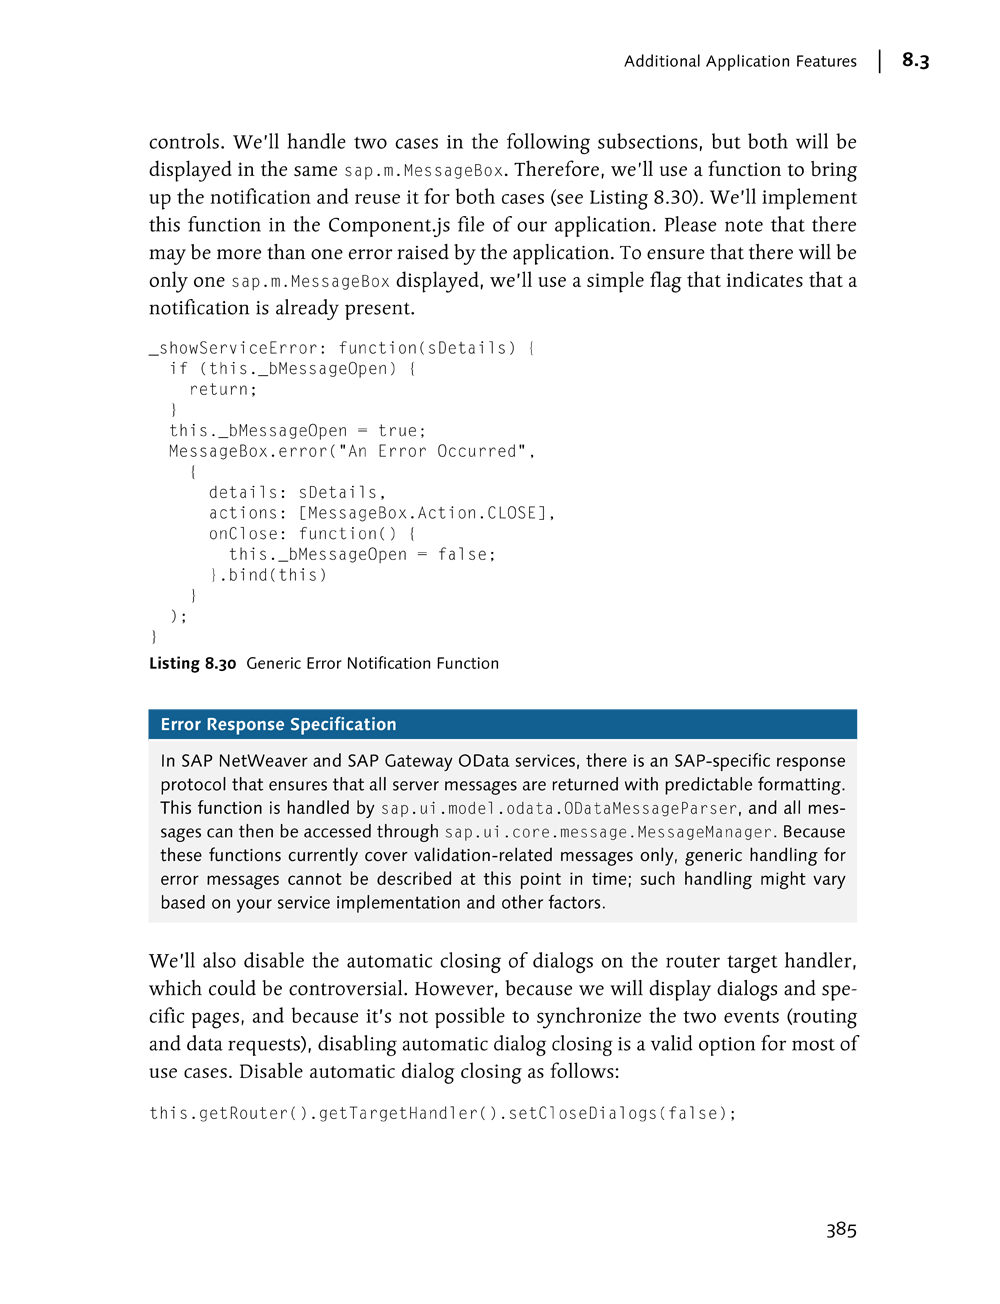 Additional Application Features | 8.3
controls. We'll handle two cases in the following subsections, but both will be
displayed in the same sap.m.MessageBox. Therefore, we'll use a function to bring
up the notification and reuse it for both cases (see Listing 8.30). We'll implement
this function in the Component.js file of our application. Please note that there
may be more than one error raised by the application. To ensure that there will be
only one sap.m.MessageBox displayed, we'll use a simple flag that indicates that a
notification is already present.
_showServiceError: function(sDetails) {
  if (this._bMessageOpen) {
    return;
  }
  this._bMessageOpen = true;
  MessageBox.error("An Error Occurred",
    {
      details: sDetails,
      actions: [MessageBox.Action.CLOSE],
      onClose: function() {
        this._bMessageOpen = false;
      }.bind(this)
    }
  );
}
Listing 8.30 Generic Error Notification Function
Error Response Specification
In SAP NetWeaver and SAP Gateway OData services, there is an SAP-specific response
protocol that ensures that all server messages are returned with predictable formatting.
This function is handled by sap.ui.model.odata.ODataMessageParser, and all mes-
sages can then be accessed through sap.ui.core.message.MessageManager. Because
these functions currently cover validation-related messages only, generic handling for
error messages cannot be described at this point in time; such handling might vary
based on your service implementation and other factors.
We'll also disable the automatic closing of dialogs on the router target handler,
which could be controversial. However, because we will display dialogs and spe-
cific pages, and because it's not possible to synchronize the two events (routing
and data requests), disabling automatic dialog closing is a valid option for most of
use cases. Disable automatic dialog closing as follows:
this.getRouter().getTargetHandler().setCloseDialogs(false);
385